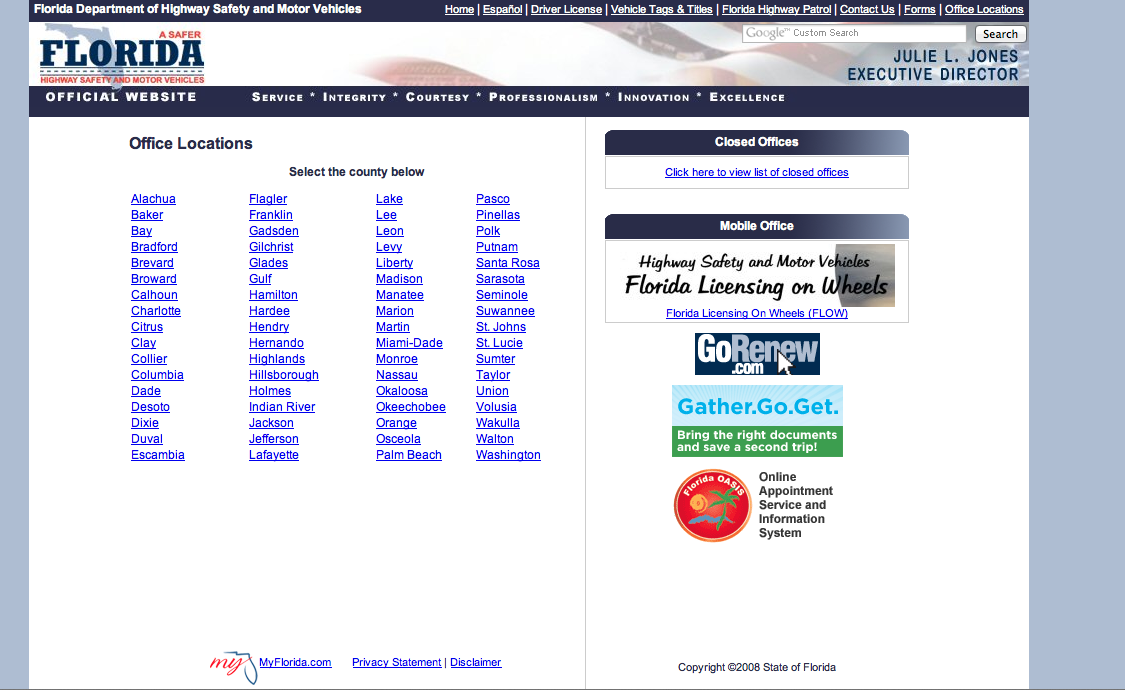 Florida Department of Highway Safety and Motor Vehicles
Home | Español | Driver License | Vehicle Tags & Titles | Florida Highway Patrol | Contact Us | Forms | Office Locations
A SAFER
FLORIDA
HIGHWAY SAFETY AND MOTOR VEHICLES
Google™ Custom Search
Search
JULIE L. JONES
EXECUTIVE DIRECTOR
OFFICIAL WEBSITE
SERVICE * INTEGRITY * COURTESY * PROFESSIONALISM * INNOVATION * EXCELLENCE
Office Locations
Select the county below
Alachua
Baker
Bay
Bradford
Brevard
Broward
Calhoun
Charlotte
Citrus
Clay
Collier
Columbia
Dade
Desoto
Dixie
Duval
Escambia
Flagler
Franklin
Gadsden
Gilchrist
Glades
Gulf
Hamilton
Hardee
Hendry
Hernando
Highlands
Hillsborough
Holmes
Indian River
Jackson
Jefferson
Lafayette
Lake
Lee
Leon
Levy
Liberty
Madison
Manatee
Marion
Martin
Miami-Dade
Monroe
Nassau
Okaloosa
Okeechobee
Orange
Osceola
Palm Beach
Pasco
Pinellas
Polk
Putnam
Santa Rosa
Sarasota
Seminole
Suwannee
St. Johns
St. Lucie
Sumter
Taylor
Union
Volusia
Wakulla
Walton
Washington
Closed Offices
Click here to view list of closed offices
Mobile Office
Highway Safety and Motor Vehicles
Florida Licensing on Wheels
Florida Licensing On Wheels (FLOW)
GoRenew
.com
Gather.Go.Get.
Bring the right documents
and save a second trip!
Florida OASIS
Online
Appointment
Service and
Information
System
my
MyFlorida.com
Privacy Statement | Disclaimer
Copyright ©2008 State of Florida